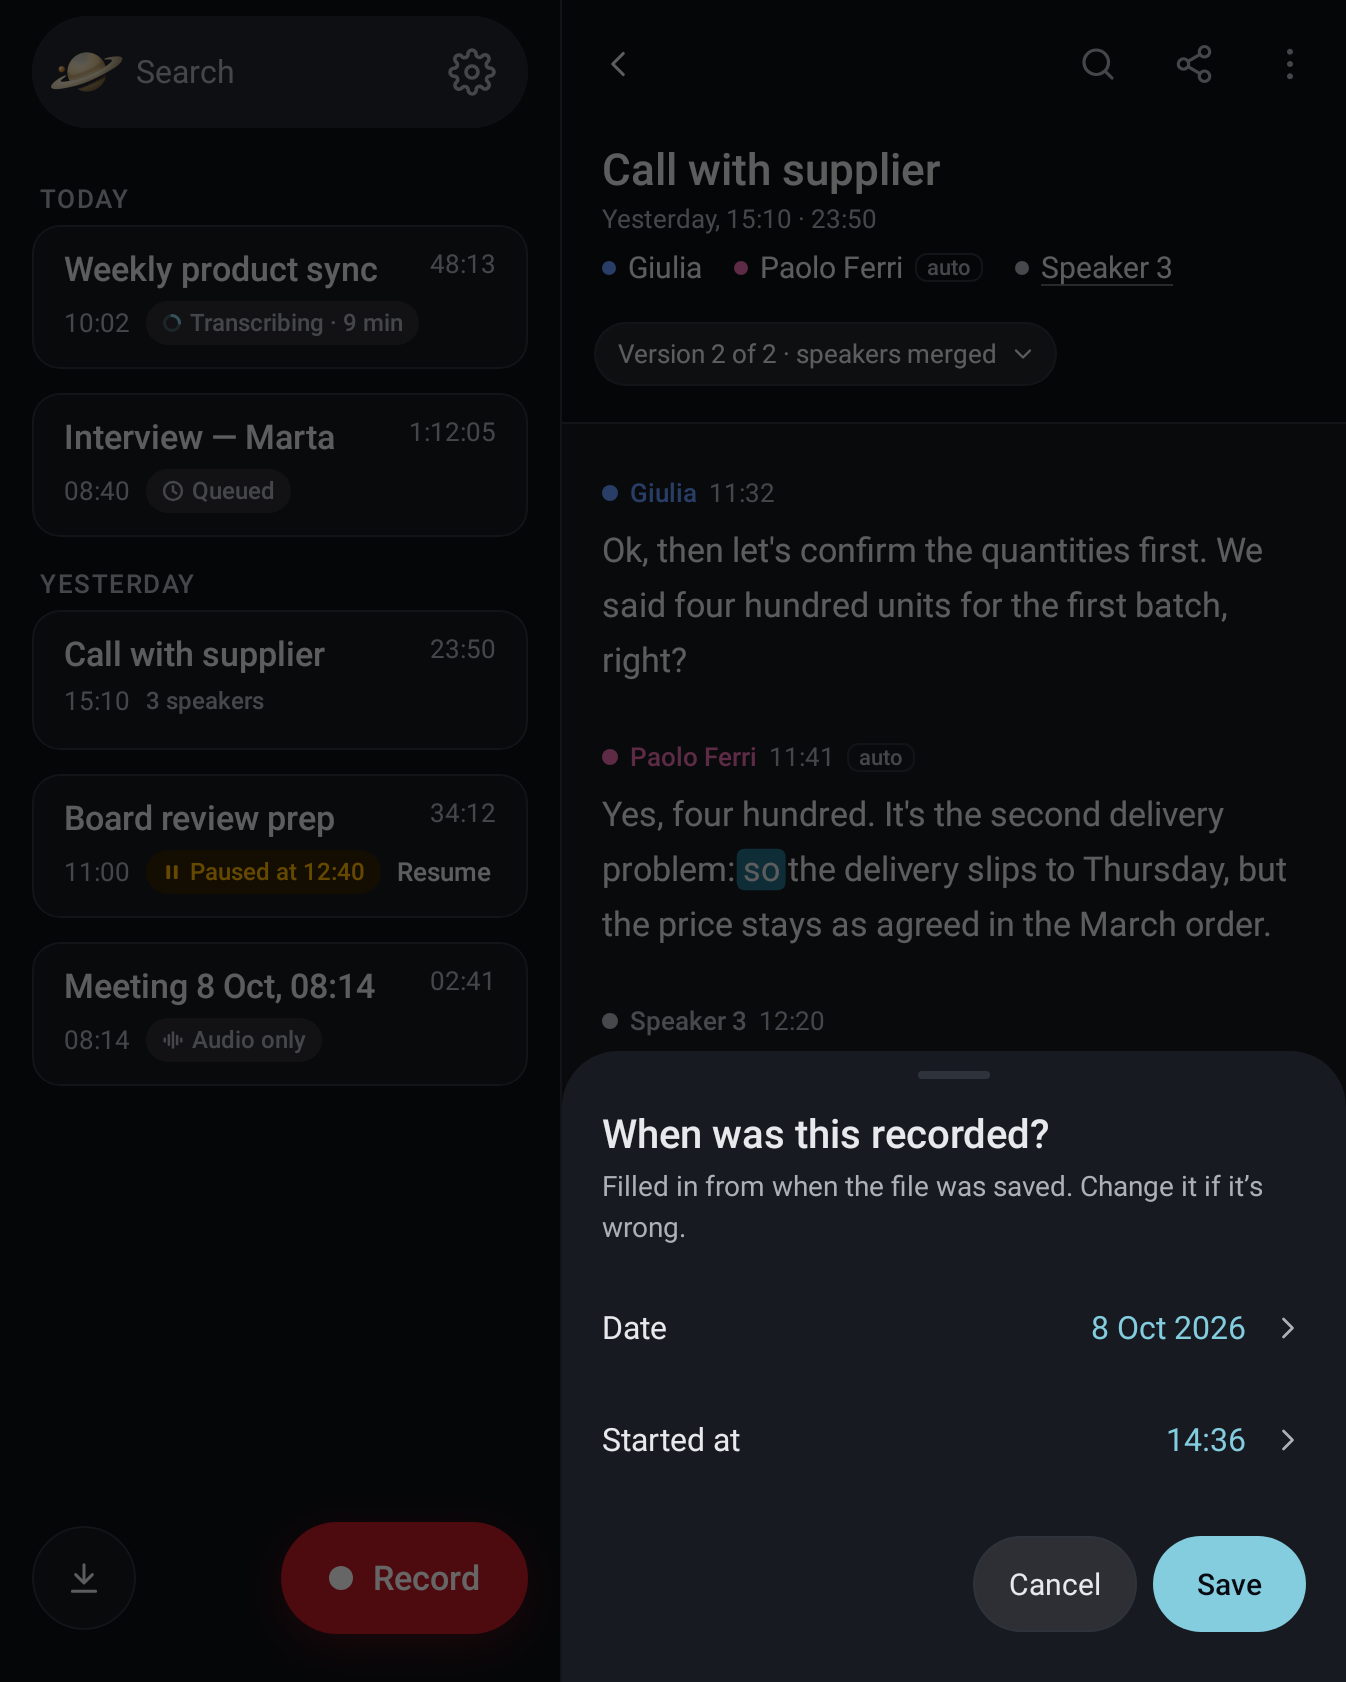 Search
TODAY
Weekly product sync 48:13
10:02 Transcribing · 9 min
Interview — Marta 1:12:05
08:40 Queued
YESTERDAY
Call with supplier 23:50
15:10 3 speakers
Board review prep 34:12
11:00 Paused at 12:40 Resume
Meeting 8 Oct, 08:14 02:41
08:14 Audio only
Record
Call with supplier
Yesterday, 15:10 · 23:50
Giulia Paolo Ferri auto Speaker 3
Version 2 of 2 · speakers merged
Giulia 11:32
Ok, then let's confirm the quantities first. We
said four hundred units for the first batch,
right?
Paolo Ferri 11:41 auto
Yes, four hundred. It's the second delivery
problem: so the delivery slips to Thursday, but
the price stays as agreed in the March order.
Speaker 3 12:20
When was this recorded?
Filled in from when the file was saved. Change it if it’s
wrong.
Date 8 Oct 2026
Started at 14:36
Cancel Save